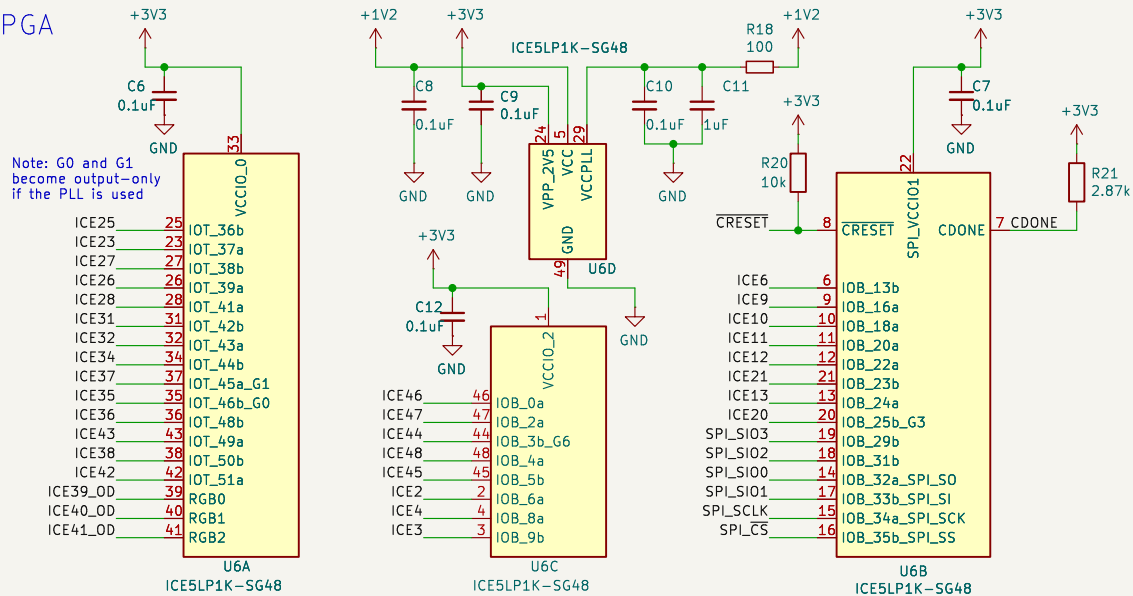 PGA
+3V3
C6
0.1uF
GND
Note: G0 and G1
become output-only
if the PLL is used
33
VCCIO_0
ICE25 25 IOT_36b
ICE23 23 IOT_37a
ICE27 27 IOT_38b
ICE26 26 IOT_39a
ICE28 28 IOT_41a
ICE31 31 IOT_42b
ICE32 32 IOT_43a
ICE34 34 IOT_44b
ICE37 37 IOT_45a_G1
ICE35 35 IOT_46b_G0
ICE36 36 IOT_48b
ICE43 43 IOT_49a
ICE38 38 IOT_50b
ICE42 42 IOT_51a
ICE39_OD 39 RGB0
ICE40_OD 40 RGB1
ICE41_OD 41 RGB2
U6A
ICE5LP1K-SG48
+1V2
+3V3
ICE5LP1K-SG48
C8
0.1uF
GND
C9
0.1uF
GND
24
5
29
VPP_2V5
VCC
VCCPLL
GND
49
U6D
GND
C10
0.1uF
C11
1uF
GND
R18
100
+1V2
+3V3
C12
0.1uF
GND
1
VCCIO_2
ICE46 46 IOB_0a
ICE47 47 IOB_2a
ICE44 44 IOB_3b_G6
ICE48 48 IOB_4a
ICE45 45 IOB_5b
ICE2 2 IOB_6a
ICE4 4 IOB_8a
ICE3 3 IOB_9b
U6C
ICE5LP1K-SG48
+3V3
R20
10k
+3V3
C7
0.1uF
GND
+3V3
R21
2.87k
22
SPI_VCCIO1
CRESET 8 CRESET
CDONE 7 CDONE
ICE6 6 IOB_13b
ICE9 9 IOB_16a
ICE10 10 IOB_18a
ICE11 11 IOB_20a
ICE12 12 IOB_22a
ICE21 21 IOB_23b
ICE13 13 IOB_24a
ICE20 20 IOB_25b_G3
SPI_SIO3 19 IOB_29b
SPI_SIO2 18 IOB_31b
SPI_SIO0 14 IOB_32a_SPI_SO
SPI_SIO1 17 IOB_33b_SPI_SI
SPI_SCLK 15 IOB_34a_SPI_SCK
SPI_CS 16 IOB_35b_SPI_SS
U6B
ICE5LP1K-SG48